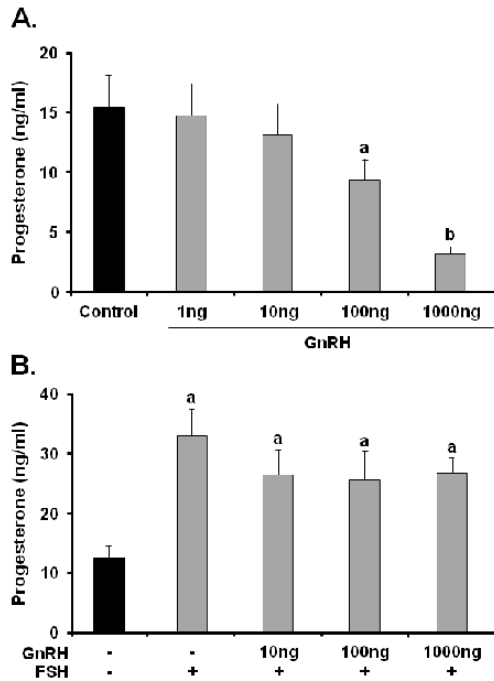 A.
20
15
10
5
0
Progesterone (ng/ml)
a
b
Control 1ng 10ng 100ng 1000ng
GnRH
B.
40
30
20
10
0
Progesterone (ng/ml)
a
a a a
GnRH - - 10ng 100ng 1000ng
FSH - + + + +